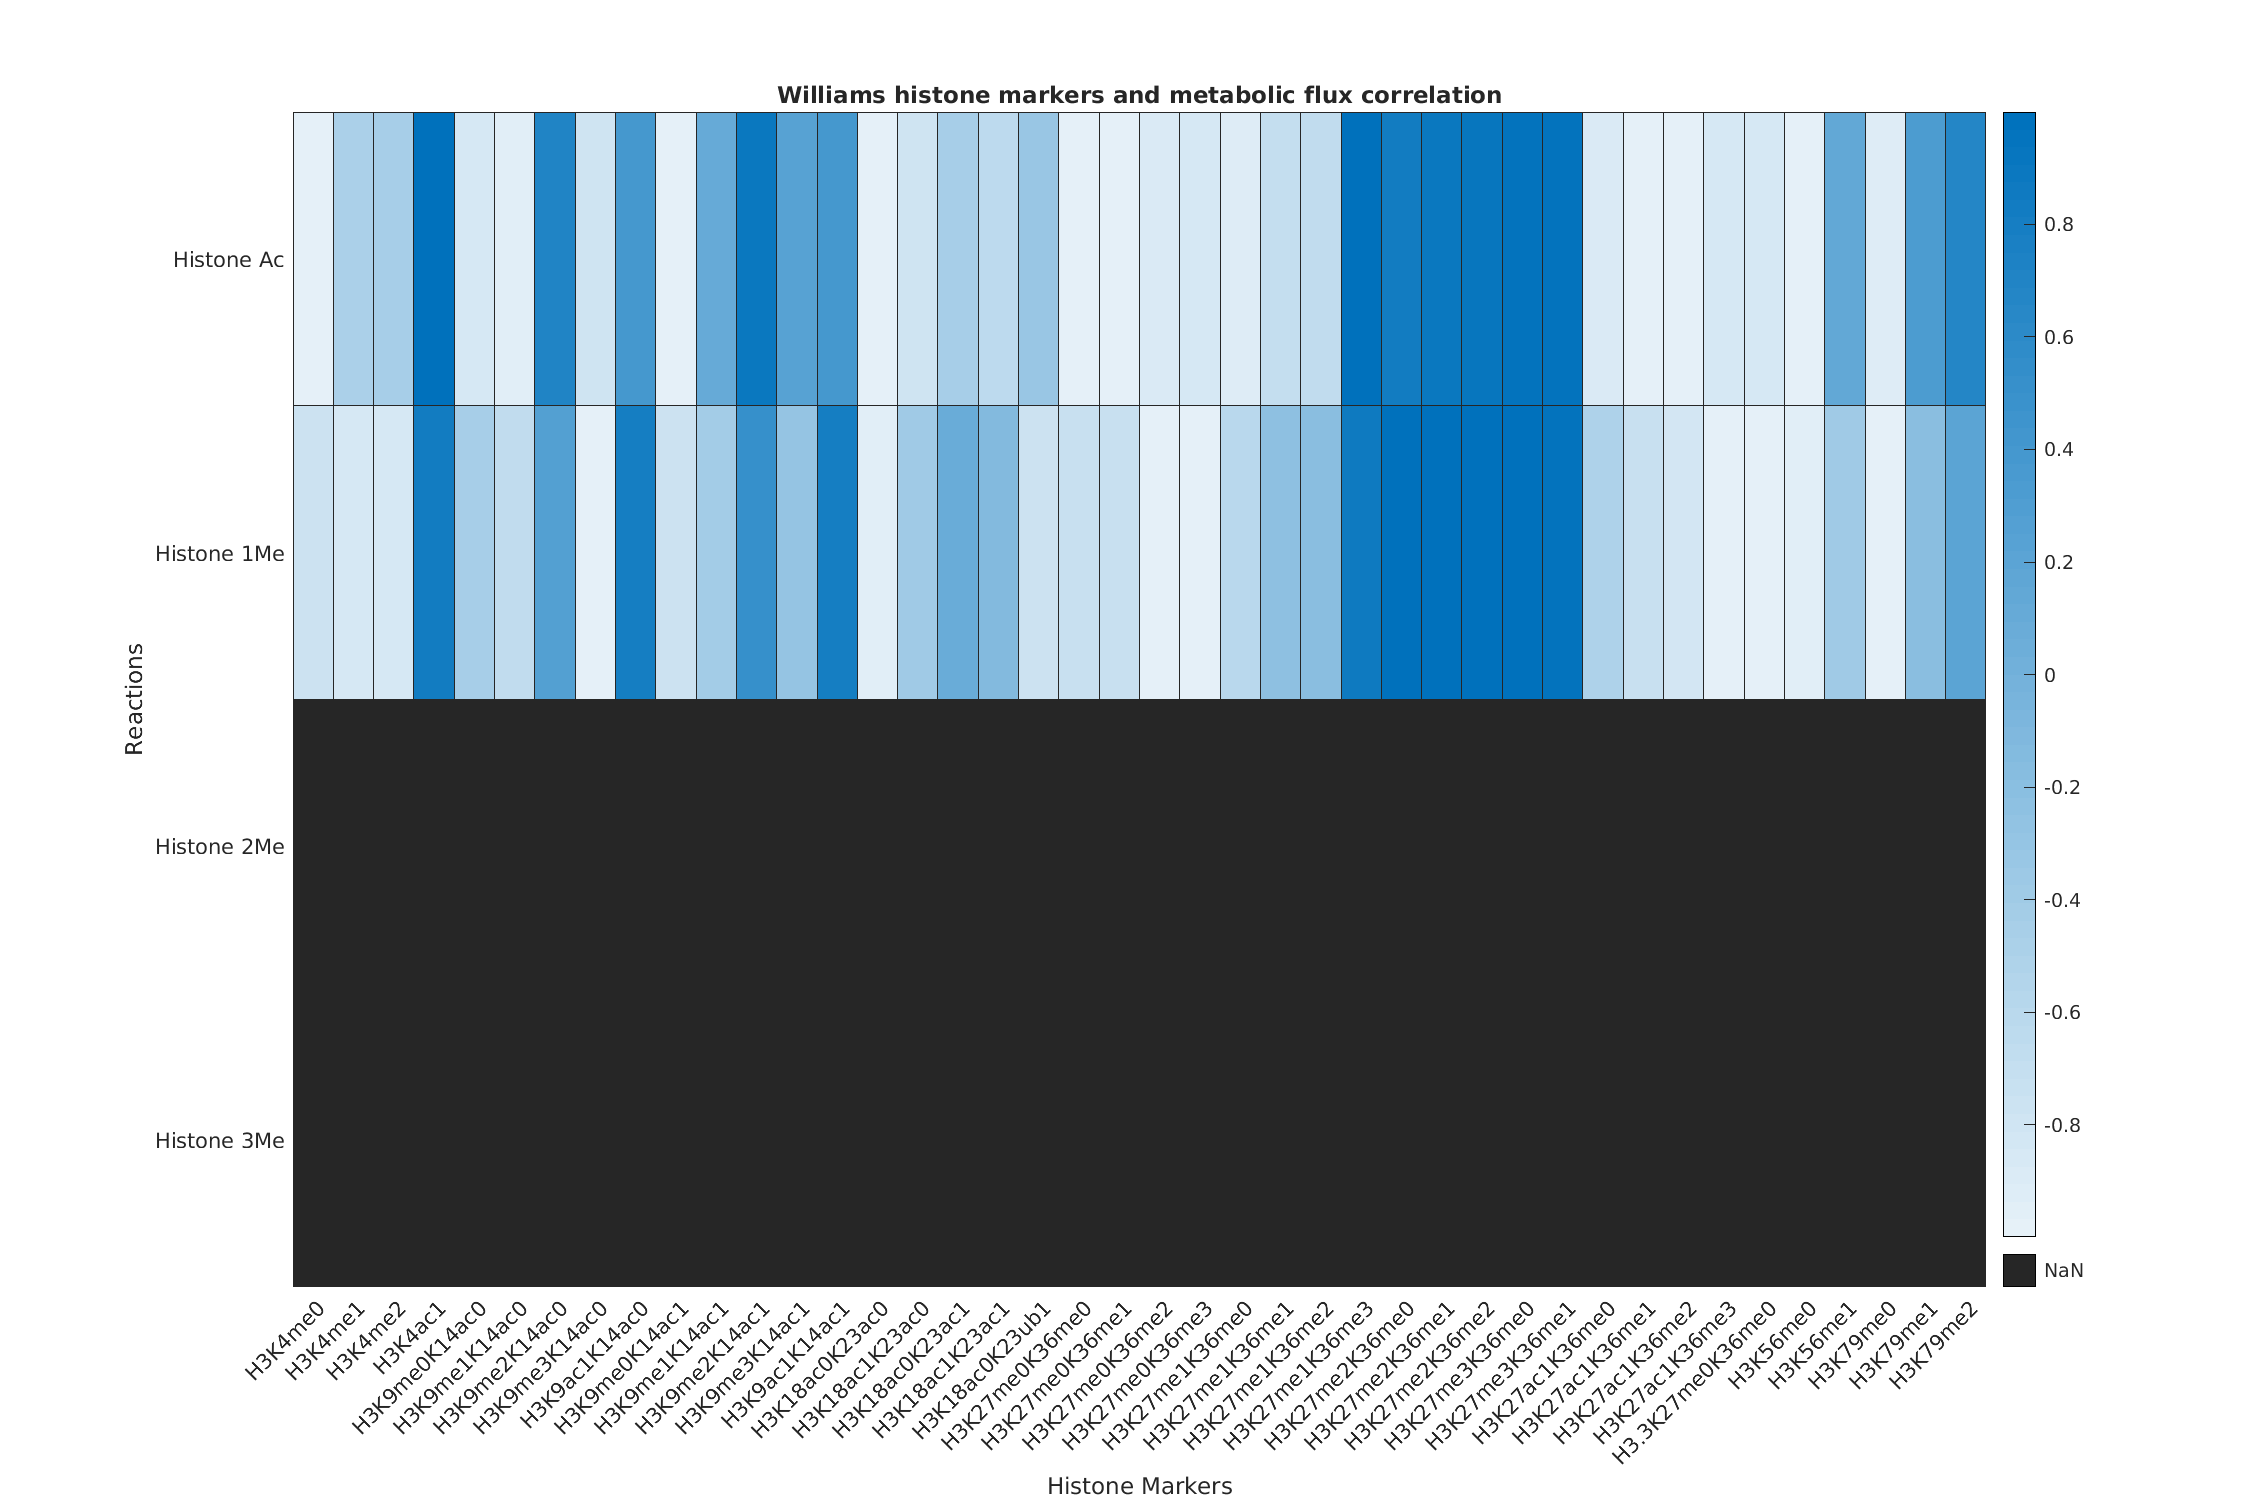 Williams histone markers and metabolic flux correlation
Reactions
Histone Ac
Histone 1Me
Histone 2Me
Histone 3Me
0.8
0.6
0.4
0.2
0
-0.2
-0.4
-0.6
-0.8
NaN
H3K4me0
H3K4me1
H3K4me2
H3K4ac1
H3K9me0K14ac0
H3K9me1K14ac0
H3K9me2K14ac0
H3K9me3K14ac0
H3K9ac1K14ac0
H3K9me0K14ac1
H3K9me1K14ac1
H3K9me2K14ac1
H3K9me3K14ac1
H3K9ac1K14ac1
H3K18ac0K23ac0
H3K18ac1K23ac0
H3K18ac0K23ac1
H3K18ac1K23ac1
H3K18ac0K23ub1
H3K27me0K36me0
H3K27me0K36me1
H3K27me0K36me2
H3K27me0K36me3
H3K27me1K36me0
H3K27me1K36me1
H3K27me1K36me2
H3K27me1K36me3
H3K27me2K36me0
H3K27me2K36me1
H3K27me2K36me2
H3K27me3K36me0
H3K27me3K36me1
H3K27ac1K36me0
H3K27ac1K36me1
H3K27ac1K36me2
H3K27ac1K36me3
H3.3K27me0K36me0
H3K56me0
H3K56me1
H3K79me0
H3K79me1
H3K79me2
Histone Markers